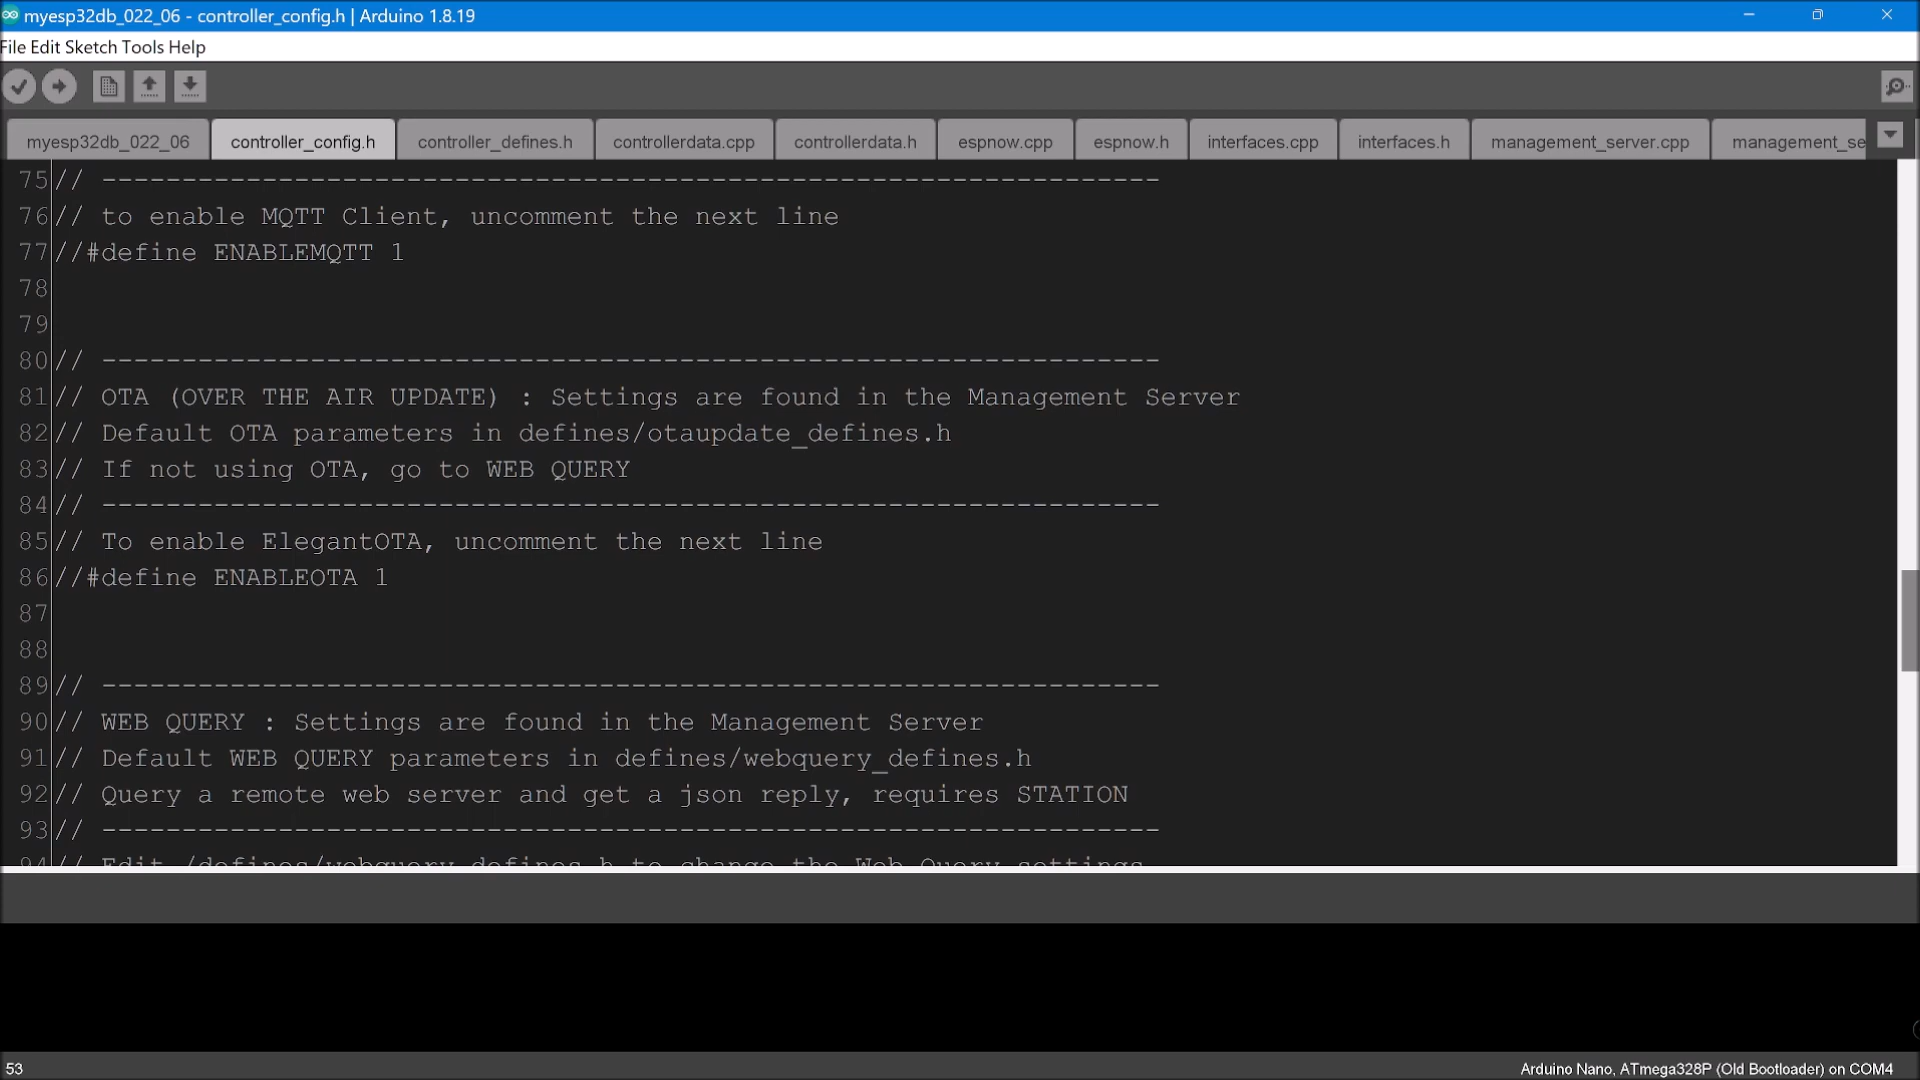 myesp32db_022_06 - controller_config.h | Arduino 1.8.19
File Edit Sketch Tools Help
myesp32db_022_06 controller_config.h controller_defines.h controllerdata.cpp controllerdata.h espnow.cpp espnow.h interfaces.cpp interfaces.h management_server.cpp management_se
75 // ------------------------------------------------------------------
76 // to enable MQTT Client, uncomment the next line
77 //#define ENABLEMQTT 1
78
79
80 // ------------------------------------------------------------------
81 // OTA (OVER THE AIR UPDATE) : Settings are found in the Management Server
82 // Default OTA parameters in defines/otaupdate_defines.h
83 // If not using OTA, go to WEB QUERY
84 // ------------------------------------------------------------------
85 // To enable ElegantOTA, uncomment the next line
86 //#define ENABLEOTA 1
87
88
89 // ------------------------------------------------------------------
90 // WEB QUERY : Settings are found in the Management Server
91 // Default WEB QUERY parameters in defines/webquery_defines.h
92 // Query a remote web server and get a json reply, requires STATION
93 // ------------------------------------------------------------------
94 // Edit /defines/webquery_defines.h to change the Web Query settings
53
Arduino Nano, ATmega328P (Old Bootloader) on COM4